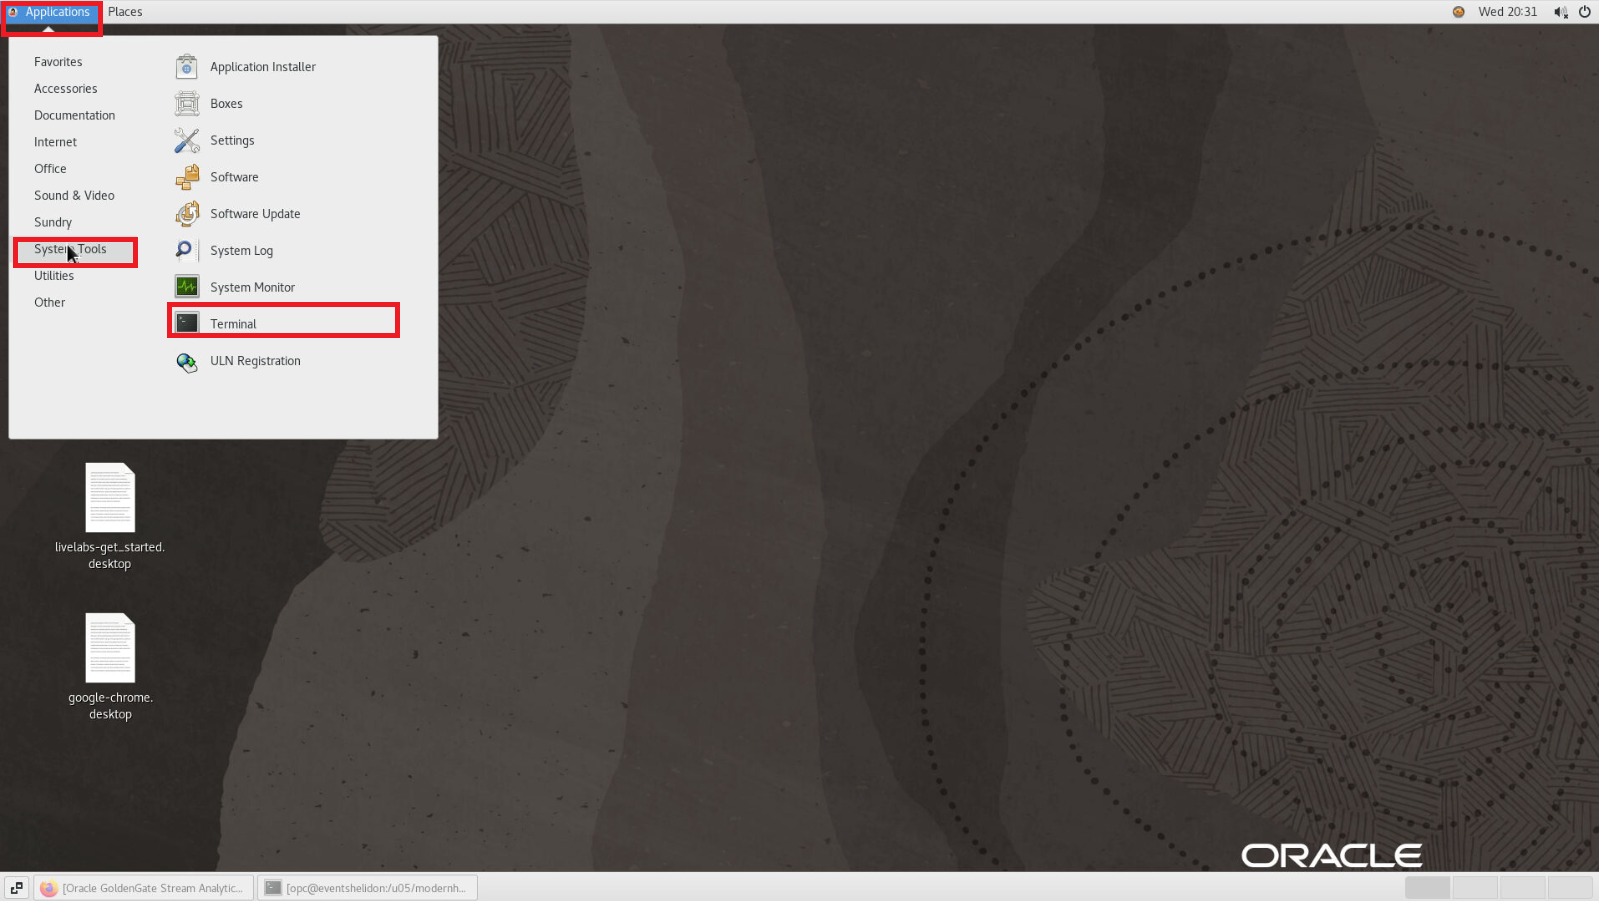 Applications Places
Wed 20:31
Favorites
Accessories
Documentation
Internet
Office
Sound & Video
Sundry
System Tools
Utilities
Other
Application Installer
Boxes
Settings
Software
Software Update
System Log
System Monitor
Terminal
ULN Registration
livelabs-get_started.
desktop
google-chrome.
desktop
ORACLE
[Oracle GoldenGate Stream Analytic...
[opc@eventshelidon:/u05/modernh...